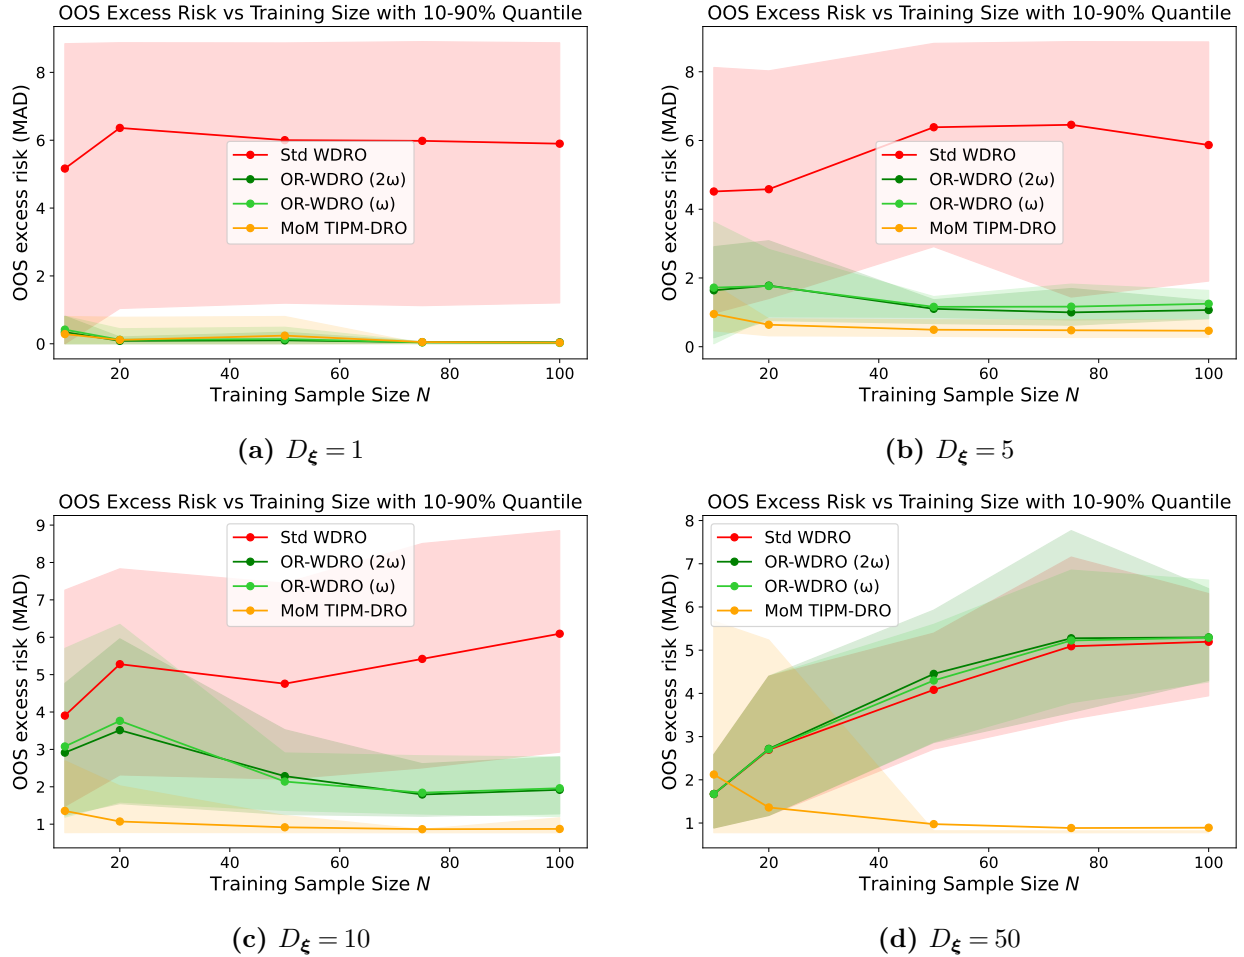 OOS Excess Risk vs Training Size with 10-90% Quantile
OOS excess risk (MAD)
8
6
4
2
0
Std WDRO
OR-WDRO (2ω)
OR-WDRO (ω)
MoM TIPM-DRO
20 40 60 80 100
Training Sample Size N
(a) D_ξ = 1
OOS Excess Risk vs Training Size with 10-90% Quantile
OOS excess risk (MAD)
8
6
4
2
0
Std WDRO
OR-WDRO (2ω)
OR-WDRO (ω)
MoM TIPM-DRO
20 40 60 80 100
Training Sample Size N
(b) D_ξ = 5
OOS Excess Risk vs Training Size with 10-90% Quantile
OOS excess risk (MAD)
9
8
7
6
5
4
3
2
1
Std WDRO
OR-WDRO (2ω)
OR-WDRO (ω)
MoM TIPM-DRO
20 40 60 80 100
Training Sample Size N
(c) D_ξ = 10
OOS Excess Risk vs Training Size with 10-90% Quantile
OOS excess risk (MAD)
8
7
6
5
4
3
2
1
Std WDRO
OR-WDRO (2ω)
OR-WDRO (ω)
MoM TIPM-DRO
20 40 60 80 100
Training Sample Size N
(d) D_ξ = 50